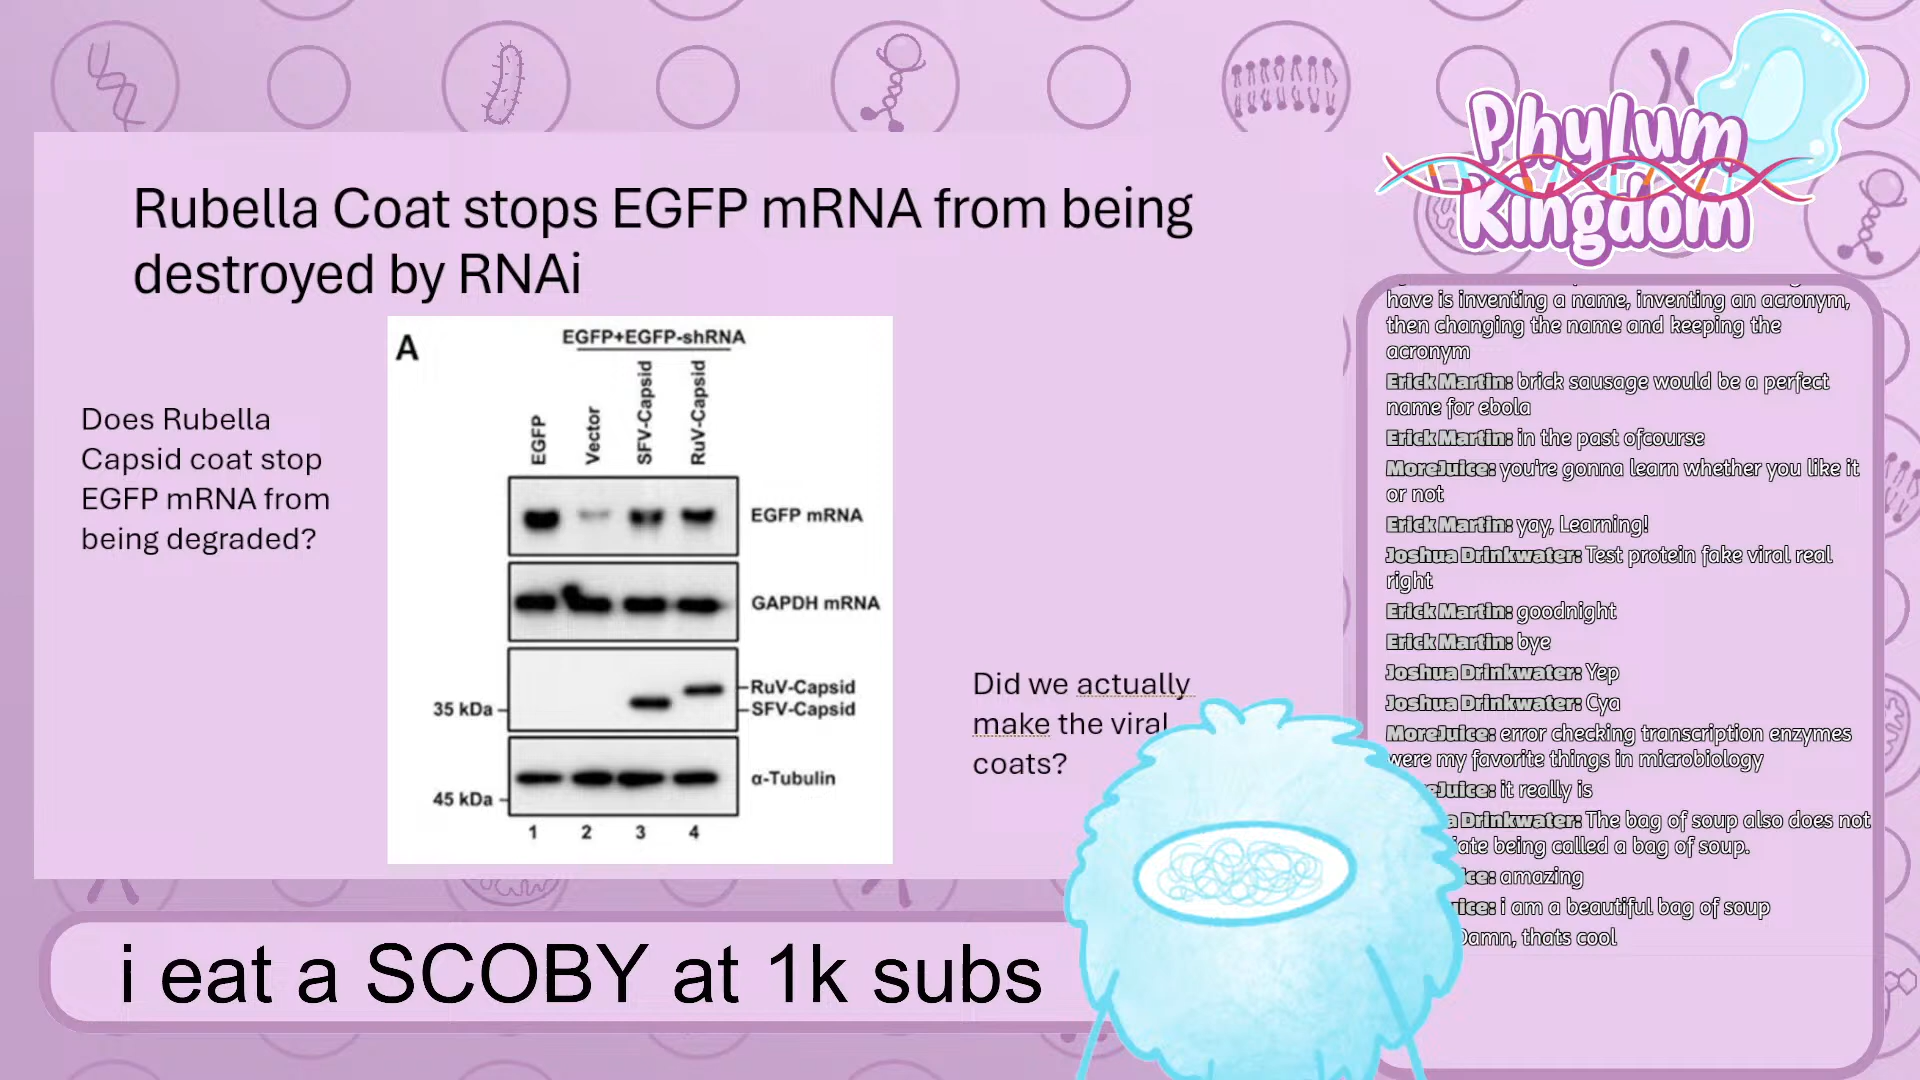 Phylum
Kingdom
Rubella Coat stops EGFP mRNA from being
destroyed by RNAi
Does Rubella
Capsid coat stop
EGFP mRNA from
being degraded?
A
EGFP+EGFP-shRNA
EGFP
Vector
SFV-Capsid
RuV-Capsid
EGFP mRNA
GAPDH mRNA
RuV-Capsid
35 kDa
SFV-Capsid
α-Tubulin
45 kDa
1 2 3 4
Did we actually
make the viral
coats?
have is inventing a name, inventing an acronym,
then changing the name and keeping the
acronym
Erick Martin: brick sausage would be a perfect
name for ebola
Erick Martin: in the past ofcourse
MoreJuice: you're gonna learn whether you like it
or not
Erick Martin: yay, Learning!
Joshua Drinkwater: Test protein fake viral real
right
Erick Martin: goodnight
Erick Martin: bye
Joshua Drinkwater: Yep
Joshua Drinkwater: Cya
MoreJuice: error checking transcription enzymes
were my favorite things in microbiology
eJuice: it really is
a Drinkwater: The bag of soup also does not
iate being called a bag of soup.
ice: amazing
uice: i am a beautiful bag of soup
Damn, thats cool
i eat a SCOBY at 1k subs